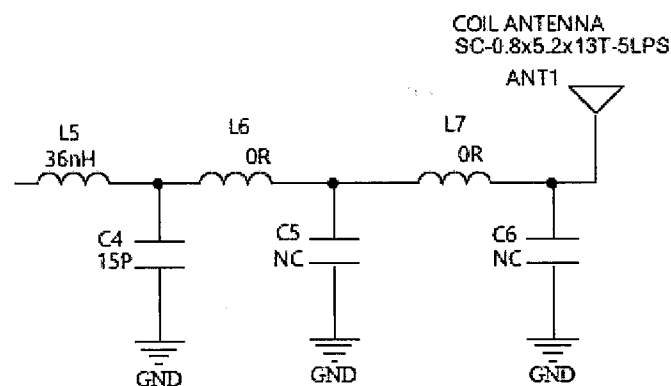 COIL ANTENNA
SC-0.8x5.2x13T-5LPS
ANT1
L5
36nH
L6
0R
L7
0R
C4
15P
C5
NC
C6
NC
GND
GND
GND